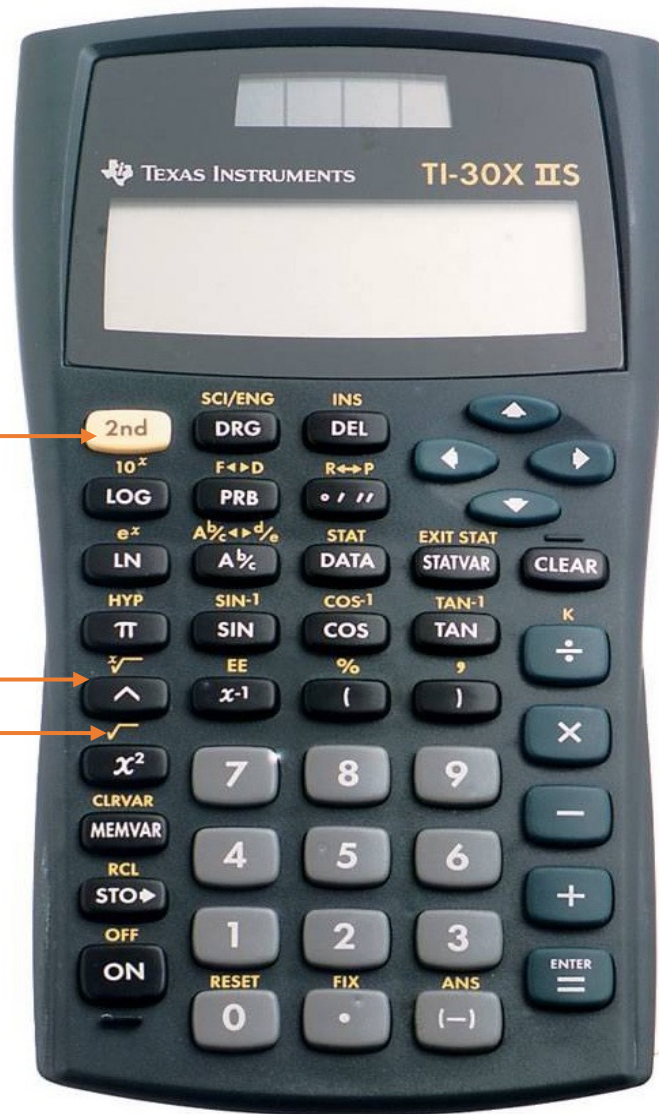 TEXAS INSTRUMENTS TI-30X IIS
SCI/ENG INS
2nd DRG DEL
10ˣ F◄►D R◄►P
LOG PRB ° ′ ″
eˣ Aᵇ⁄c◄►ᵈ⁄e STAT EXIT STAT
LN Aᵇ⁄c DATA STATVAR CLEAR
HYP SIN-1 COS-1 TAN-1 K
π SIN COS TAN ÷
ˣ√ EE % ,
^ x-1 ( )
√ ×
x² 7 8 9
CLRVAR −
MEMVAR 4 5 6
RCL
STO► +
OFF 1 2 3
ON ENTER
RESET FIX ANS =
0 . (—)